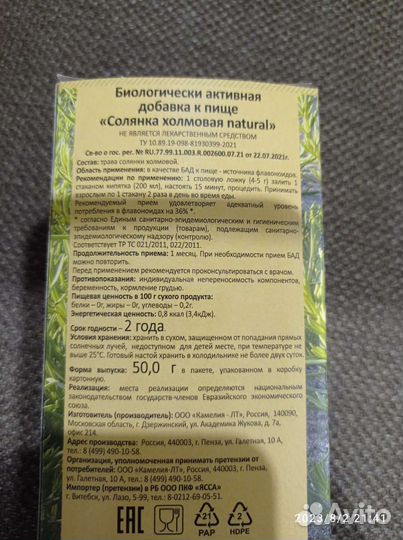 Биологически активная
добавка к пище
«Солянка холмовая natural»
НЕ ЯВЛЯЕТСЯ ЛЕКАРСТВЕННЫМ СРЕДСТВОМ
ТУ 10.89.19-098-81930399-2021
Св-во о гос. рег. № RU.77.99.11.003.R.002600.07.21 от 22.07.2021г.
Состав: трава солянки холмовой.
Область применения: в качестве БАД к пище - источника флавоноидов.
Рекомендации по применению: 1 столовую ложку (4-5 г) залить 1
стаканом кипятка (200 мл), настоять 15 минут, процедить. Принимать
взрослым по 1 стакану 2 раза в день во время еды.
Рекомендуемый прием удовлетворяет адекватный уровень
потребления в флавоноидах на 36% *.
* - согласно Единым санитарно-эпидемиологическим и гигиеническим
требованиям к продукции (товарам), подлежащим санитарно-
эпидемиологическому надзору (контролю).
Соответствует ТР ТС 021/2011, 022/2011.
Продолжительность приема: 1 месяц. При необходимости прием БАД
можно повторить.
Перед применением рекомендуется проконсультироваться с врачом.
Противопоказания: индивидуальная непереносимость компонентов,
беременность, кормление грудью.
Пищевая ценность в 100 г сухого продукта:
белки – 0г, жиры – 0г, углеводы – 0,2г.
Энергетическая ценность: 0,8 ккал (3,4кДж).
Срок годности - 2 года.
Условия хранения: хранить в сухом, защищенном от попадания прямых
солнечных лучей, недоступном для детей месте, при температуре не
выше 25°С. Готовый настой хранить в холодильнике не более двух суток.
Форма выпуска: 50,0 г в пакете, упакованном в коробку
картонную.
Реализация: места реализации определяются национальным
законодательством государств-членов Евразийского экономического
союза.
Изготовитель (производитель): ООО «Камелия-ЛТ», Россия, 140090,
Московская область, г. Дзержинский, ул. Академика Жукова, д. 7а,
офис 214.
Адрес производства: Россия, 440003, г. Пенза, ул. Галетная, 10 А,
тел.: 8 (499) 490-10-58.
Организация, уполномоченная принимать претензии от
потребителей: ООО «Камелия-ЛТ», Россия, 440003, г. Пенза,
ул. Галетная, 10 А, тел.: 8 (499) 490-10-58.
Импортер (претензии) в РБ ООО ПКФ «ЯССА»
г. Витебск, ул. Лазо, 5-99, тел. 8-0212-69-05-51.
EAC
21
PAP
2
HDPE
2023/8/2 21:41
Avito